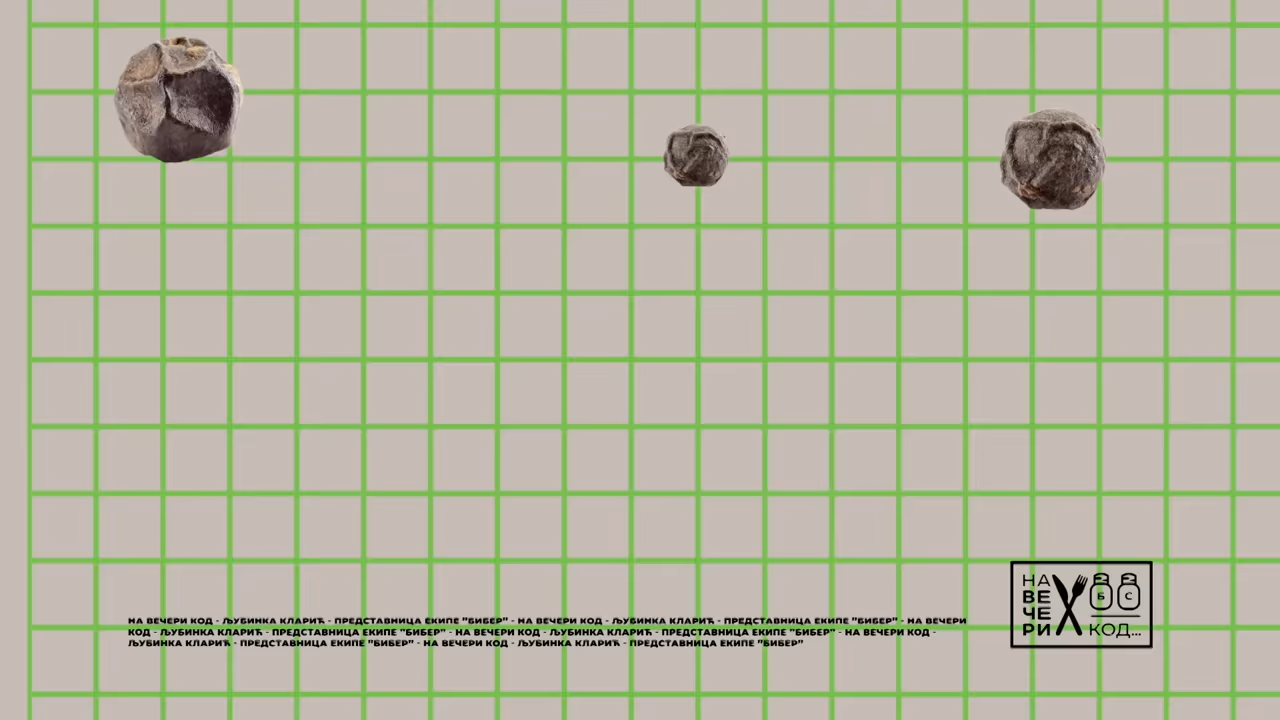 НА ВЕЧЕРИ КОД - ЉУБИНКА КЛАРИЋ - ПРЕДСТАВНИЦА ЕКИПЕ "БИБЕР" - НА ВЕЧЕРИ КОД - ЉУБИНКА КЛАРИЋ - ПРЕДСТАВНИЦА ЕКИПЕ "БИБЕР" - НА ВЕЧЕРИ
КОД - ЉУБИНКА КЛАРИЋ - ПРЕДСТАВНИЦА ЕКИПЕ "БИБЕР" - НА ВЕЧЕРИ КОД - ЉУБИНКА КЛАРИЋ - ПРЕДСТАВНИЦА ЕКИПЕ "БИБЕР" - НА ВЕЧЕРИ КОД -
ЉУБИНКА КЛАРИЋ - ПРЕДСТАВНИЦА ЕКИПЕ "БИБЕР" - НА ВЕЧЕРИ КОД - ЉУБИНКА КЛАРИЋ - ПРЕДСТАВНИЦА ЕКИПЕ "БИБЕР"
НА
ВЕ
ЧЕ
РИ
Б С
КОД...